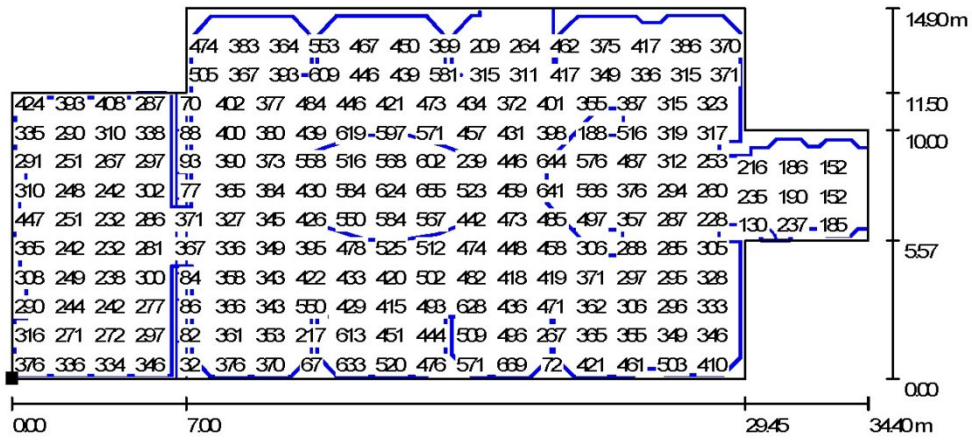 14.90 m
474 383 364 553 467 450 399 209 264 462 375 417 386 370
505 367 393 609 446 439 581 315 311 417 349 336 315 371
424 393 408 287 70 402 377 484 446 421 473 434 372 401 355 387 315 323 11.50
335 290 310 338 88 400 380 439 619 597 571 457 431 398 188 516 319 317 10.00
291 251 267 297 93 390 373 558 516 568 602 239 446 644 576 487 312 253 216 186 152
310 248 242 302 77 365 384 430 584 624 655 523 459 641 566 376 294 260 235 190 152
447 251 232 286 371 327 345 426 550 584 567 442 473 485 497 357 287 228 130 237 185
365 242 232 281 367 336 349 395 478 525 512 474 448 458 306 288 285 305 5.57
308 249 238 300 84 358 343 422 433 420 502 482 418 419 371 297 295 328
290 244 242 277 86 366 343 550 429 415 493 628 436 471 362 306 296 333
316 271 272 297 82 361 353 217 613 451 444 509 496 267 365 355 349 346
376 336 334 346 32 376 370 67 633 520 476 571 669 72 421 461 503 410
0.00
0.00 7.00 29.45 34.40 m